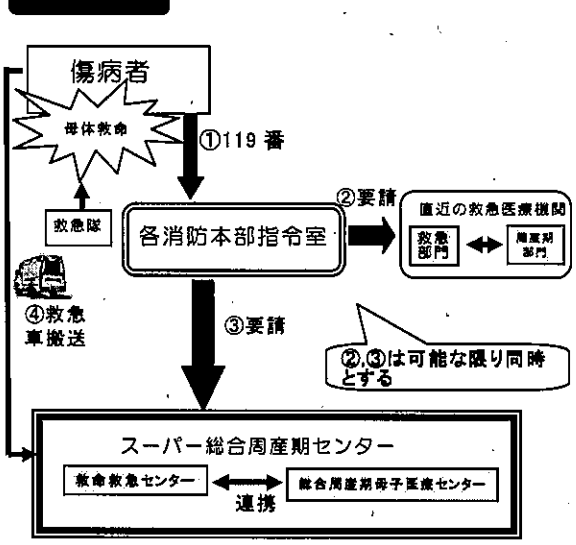 傷病者
母体救命
①119 番
救急隊
各消防本部指令室
②要請
直近の救急医療機関
救急
部門
周産期
部門
④救急
車搬送
③要請
②,③は可能な限り同時
とする
スーパー総合周産期センター
救命救急センター
連携
総合周産期母子医療センター